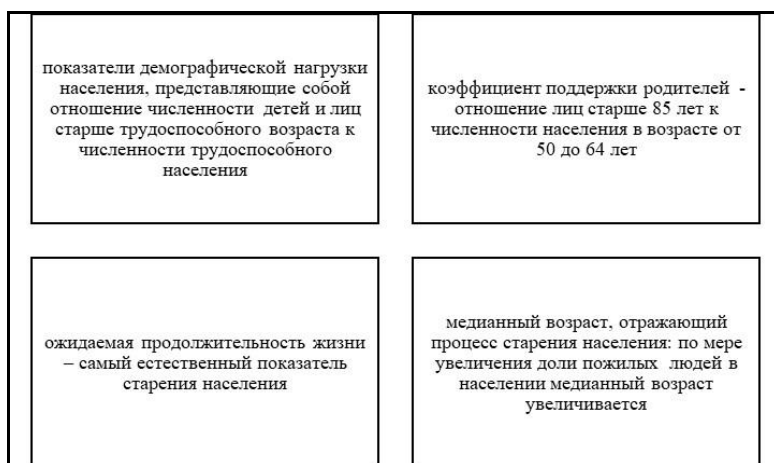 показатели демографической нагрузки
населения, представляющие собой
отношение численности детей и лиц
старше трудоспособного возраста к
численности трудоспособного
населения
коэффициент поддержки родителей -
отношение лиц старше 85 лет к
численности населения в возрасте от
50 до 64 лет
ожидаемая продолжительность жизни
– самый естественный показатель
старения населения
медианный возраст, отражающий
процесс старения населения: по мере
увеличения доли пожилых людей в
населении медианный возраст
увеличивается